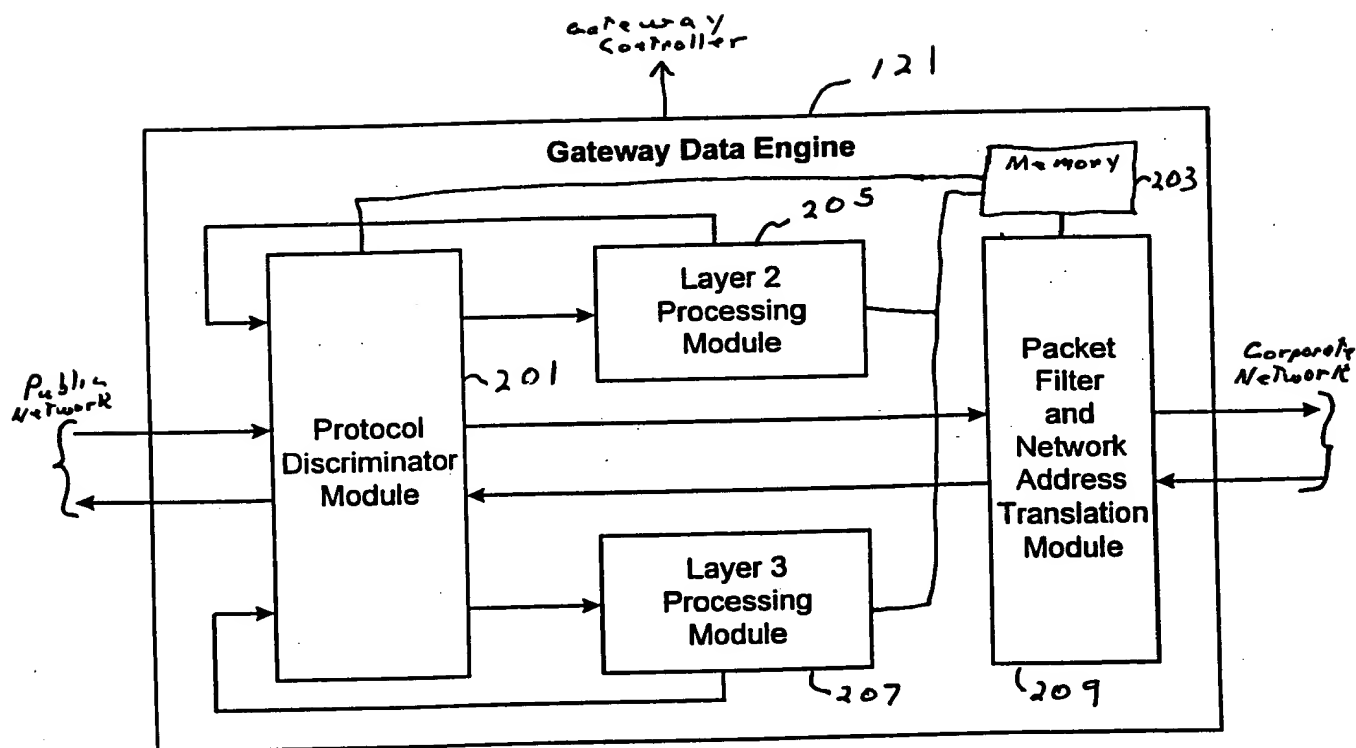 Gateway
Controller
121
Gateway Data Engine
Memory
203
205
Layer 2
Processing
Module
Public
Network
201
Protocol
Discriminator
Module
Packet
Filter
and
Network
Address
Translation
Module
Corporate
Network
Layer 3
Processing
Module
207
209